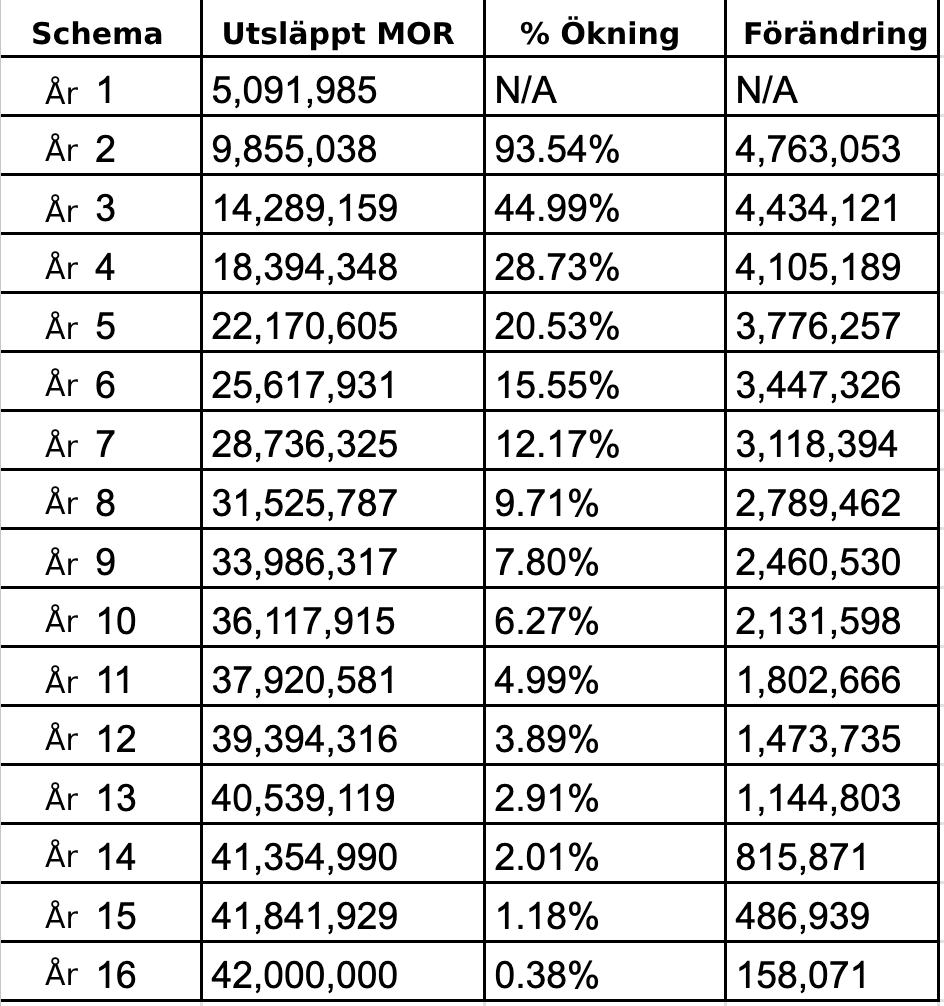 Schema Utsläppt MOR % Ökning Förändring
År 1 5,091,985 N/A N/A
År 2 9,855,038 93.54% 4,763,053
År 3 14,289,159 44.99% 4,434,121
År 4 18,394,348 28.73% 4,105,189
År 5 22,170,605 20.53% 3,776,257
År 6 25,617,931 15.55% 3,447,326
År 7 28,736,325 12.17% 3,118,394
År 8 31,525,787 9.71% 2,789,462
År 9 33,986,317 7.80% 2,460,530
År 10 36,117,915 6.27% 2,131,598
År 11 37,920,581 4.99% 1,802,666
År 12 39,394,316 3.89% 1,473,735
År 13 40,539,119 2.91% 1,144,803
År 14 41,354,990 2.01% 815,871
År 15 41,841,929 1.18% 486,939
År 16 42,000,000 0.38% 158,071